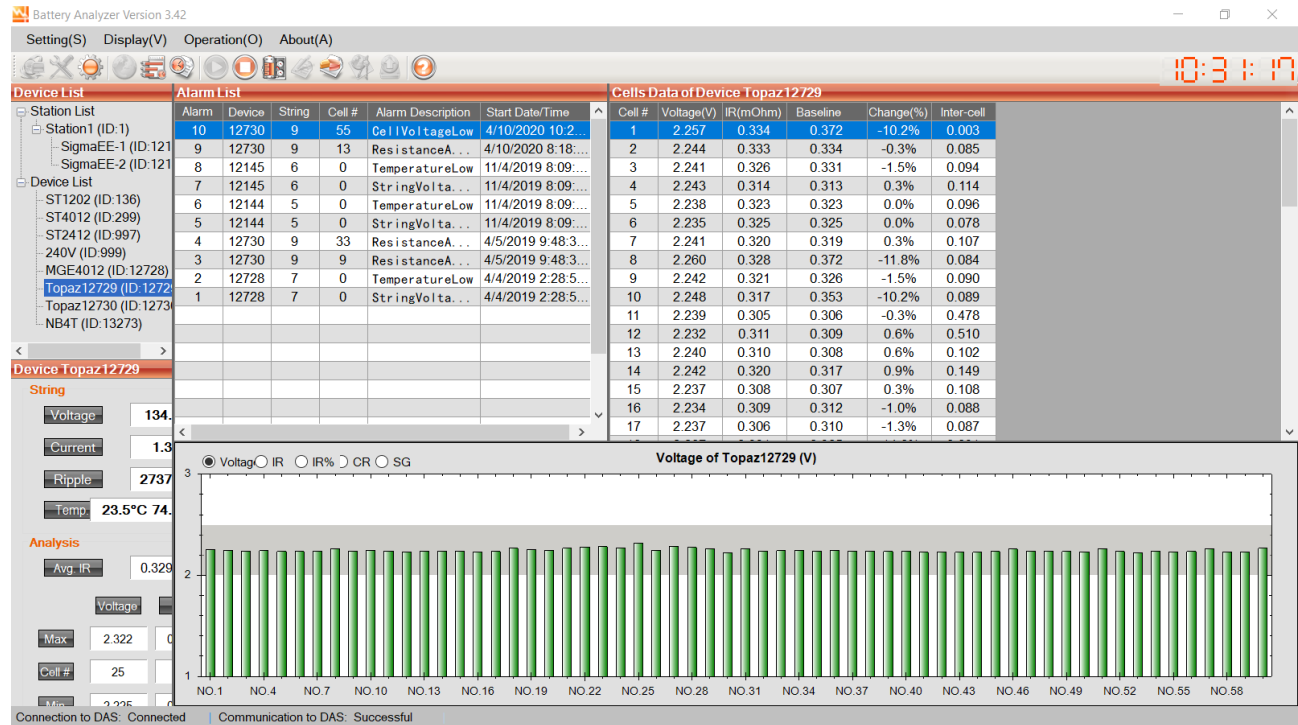 Battery Analyzer Version 3.42
Setting(S) Display(V) Operation(O) About(A)
10:31:17
Device List
Station List
Station1 (ID:1)
SigmaEE-1 (ID:121
SigmaEE-2 (ID:121
Device List
ST1202 (ID:136)
ST4012 (ID:299)
ST2412 (ID:997)
240V (ID:999)
MGE4012 (ID:12728)
Topaz12729 (ID:12729
Topaz12730 (ID:12730
NB4T (ID:13273)
Alarm List
Alarm Device String Cell # Alarm Description Start Date/Time
10 12730 9 55 CellVoltageLow 4/10/2020 10:2...
9 12730 9 13 ResistanceA... 4/10/2020 8:18:...
8 12145 6 0 TemperatureLow 11/4/2019 8:09:...
7 12145 6 0 StringVolta... 11/4/2019 8:09:...
6 12144 5 0 TemperatureLow 11/4/2019 8:09:...
5 12144 5 0 StringVolta... 11/4/2019 8:09:...
4 12730 9 33 ResistanceA... 4/5/2019 9:48:3...
3 12730 9 9 ResistanceA... 4/5/2019 9:48:3...
2 12728 7 0 TemperatureLow 4/4/2019 2:28:5...
1 12728 7 0 StringVolta... 4/4/2019 2:28:5...
Cells Data of Device Topaz12729
Cell # Voltage(V) IR(mOhm) Baseline Change(%) Inter-cell
1 2.257 0.334 0.372 -10.2% 0.003
2 2.244 0.333 0.334 -0.3% 0.085
3 2.241 0.326 0.331 -1.5% 0.094
4 2.243 0.314 0.313 0.3% 0.114
5 2.238 0.323 0.323 0.0% 0.096
6 2.235 0.325 0.325 0.0% 0.078
7 2.241 0.320 0.319 0.3% 0.107
8 2.260 0.328 0.372 -11.8% 0.084
9 2.242 0.321 0.326 -1.5% 0.090
10 2.248 0.317 0.353 -10.2% 0.089
11 2.239 0.305 0.306 -0.3% 0.478
12 2.232 0.311 0.309 0.6% 0.510
13 2.240 0.310 0.308 0.6% 0.102
14 2.242 0.320 0.317 0.9% 0.149
15 2.237 0.308 0.307 0.3% 0.108
16 2.234 0.309 0.312 -1.0% 0.088
17 2.237 0.306 0.310 -1.3% 0.087
Device Topaz12729
String
Voltage 134.
Current 1.3
Ripple 2737
Temp. 23.5°C 74.
Analysis
Avg. IR 0.329
Voltage
Max 2.322 0
Cell # 25
Min 2.225
Voltage IR IR% CR SG
Voltage of Topaz12729 (V)
3
2
1
NO.1 NO.4 NO.7 NO.10 NO.13 NO.16 NO.19 NO.22 NO.25 NO.28 NO.31 NO.34 NO.37 NO.40 NO.43 NO.46 NO.49 NO.52 NO.55 NO.58
Connection to DAS: Connected Communication to DAS: Successful